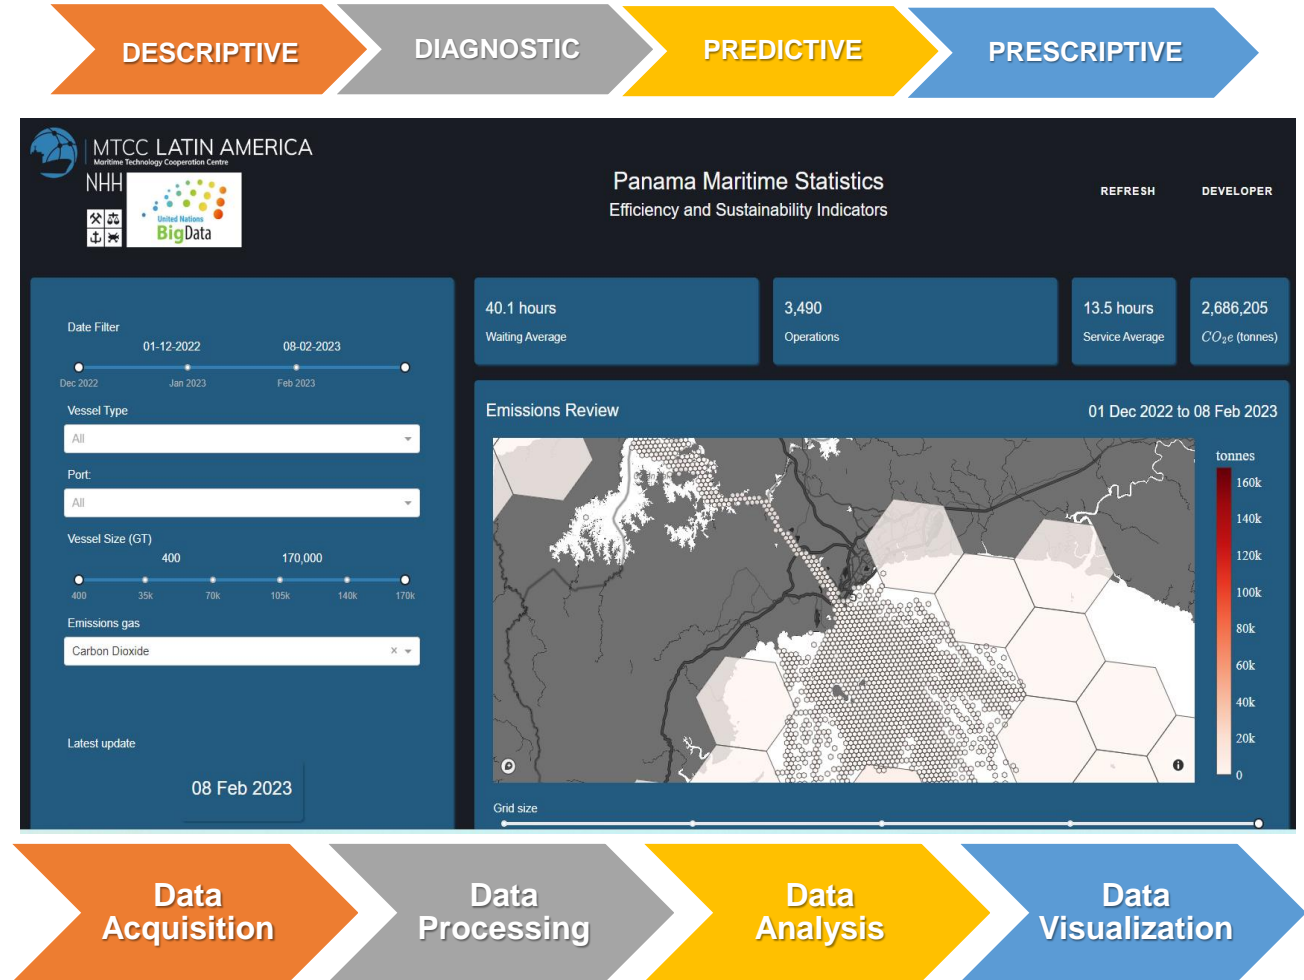 DESCRIPTIVE
DIAGNOSTIC
PREDICTIVE
PRESCRIPTIVE
MTCC LATIN AMERICA
Maritime Technology Cooperation Centre
NHH
United Nations
BigData
Panama Maritime Statistics
Efficiency and Sustainability Indicators
REFRESH
DEVELOPER
Date Filter
01-12-2022
08-02-2023
Dec 2022
Jan 2023
Feb 2023
Vessel Type
All
Port:
All
Vessel Size (GT)
400
170,000
400
35k
70k
105k
140k
170k
Emissions gas
Carbon Dioxide
Latest update
08 Feb 2023
40.1 hours
Waiting Average
3,490
Operations
13.5 hours
Service Average
2,686,205
CO₂e (tonnes)
Emissions Review
01 Dec 2022 to 08 Feb 2023
tonnes
160k
140k
120k
100k
80k
60k
40k
20k
0
Grid size
Data
Acquisition
Data
Processing
Data
Analysis
Data
Visualization